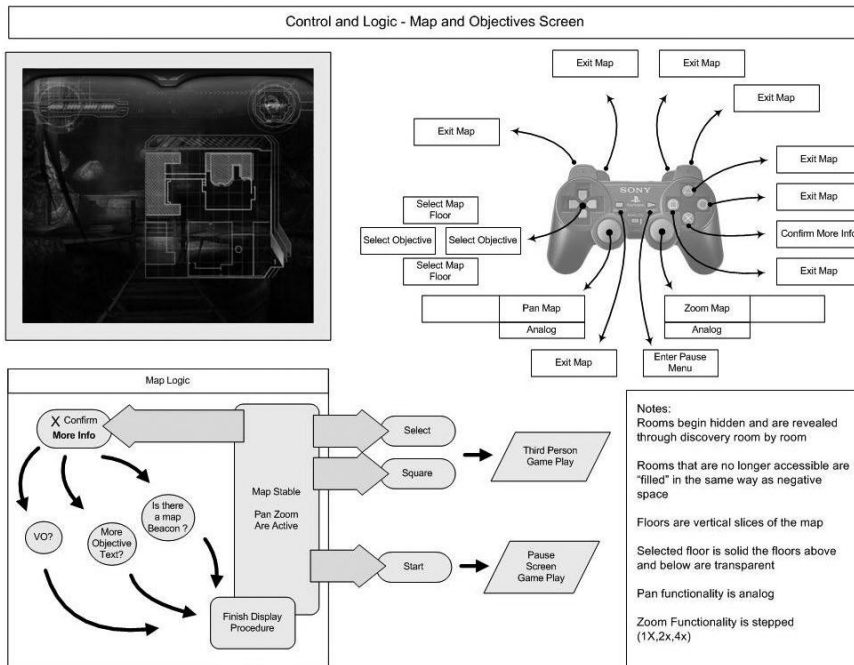 Control and Logic - Map and Objectives Screen
Exit Map
Exit Map
Exit Map
Exit Map
Exit Map
Exit Map
Confirm More Info
Exit Map
SONY
Select Map
Floor
Select Objective
Select Objective
Select Map
Floor
Pan Map
Analog
Zoom Map
Analog
Exit Map
Enter Pause
Menu
Map Logic
X Confirm
More Info
VO?
More
Objective
Text?
Is there
a map
Beacon ?
Map Stable
Pan Zoom
Are Active
Finish Display
Procedure
Select
Square
Start
Third Person
Game Play
Pause
Screen
Game Play
Notes:
Rooms begin hidden and are revealed
through discovery room by room
Rooms that are no longer accessible are
“filled” in the same way as negative
space
Floors are vertical slices of the map
Selected floor is solid the floors above
and below are transparent
Pan functionality is analog
Zoom Functionality is stepped
(1X,2x,4x)